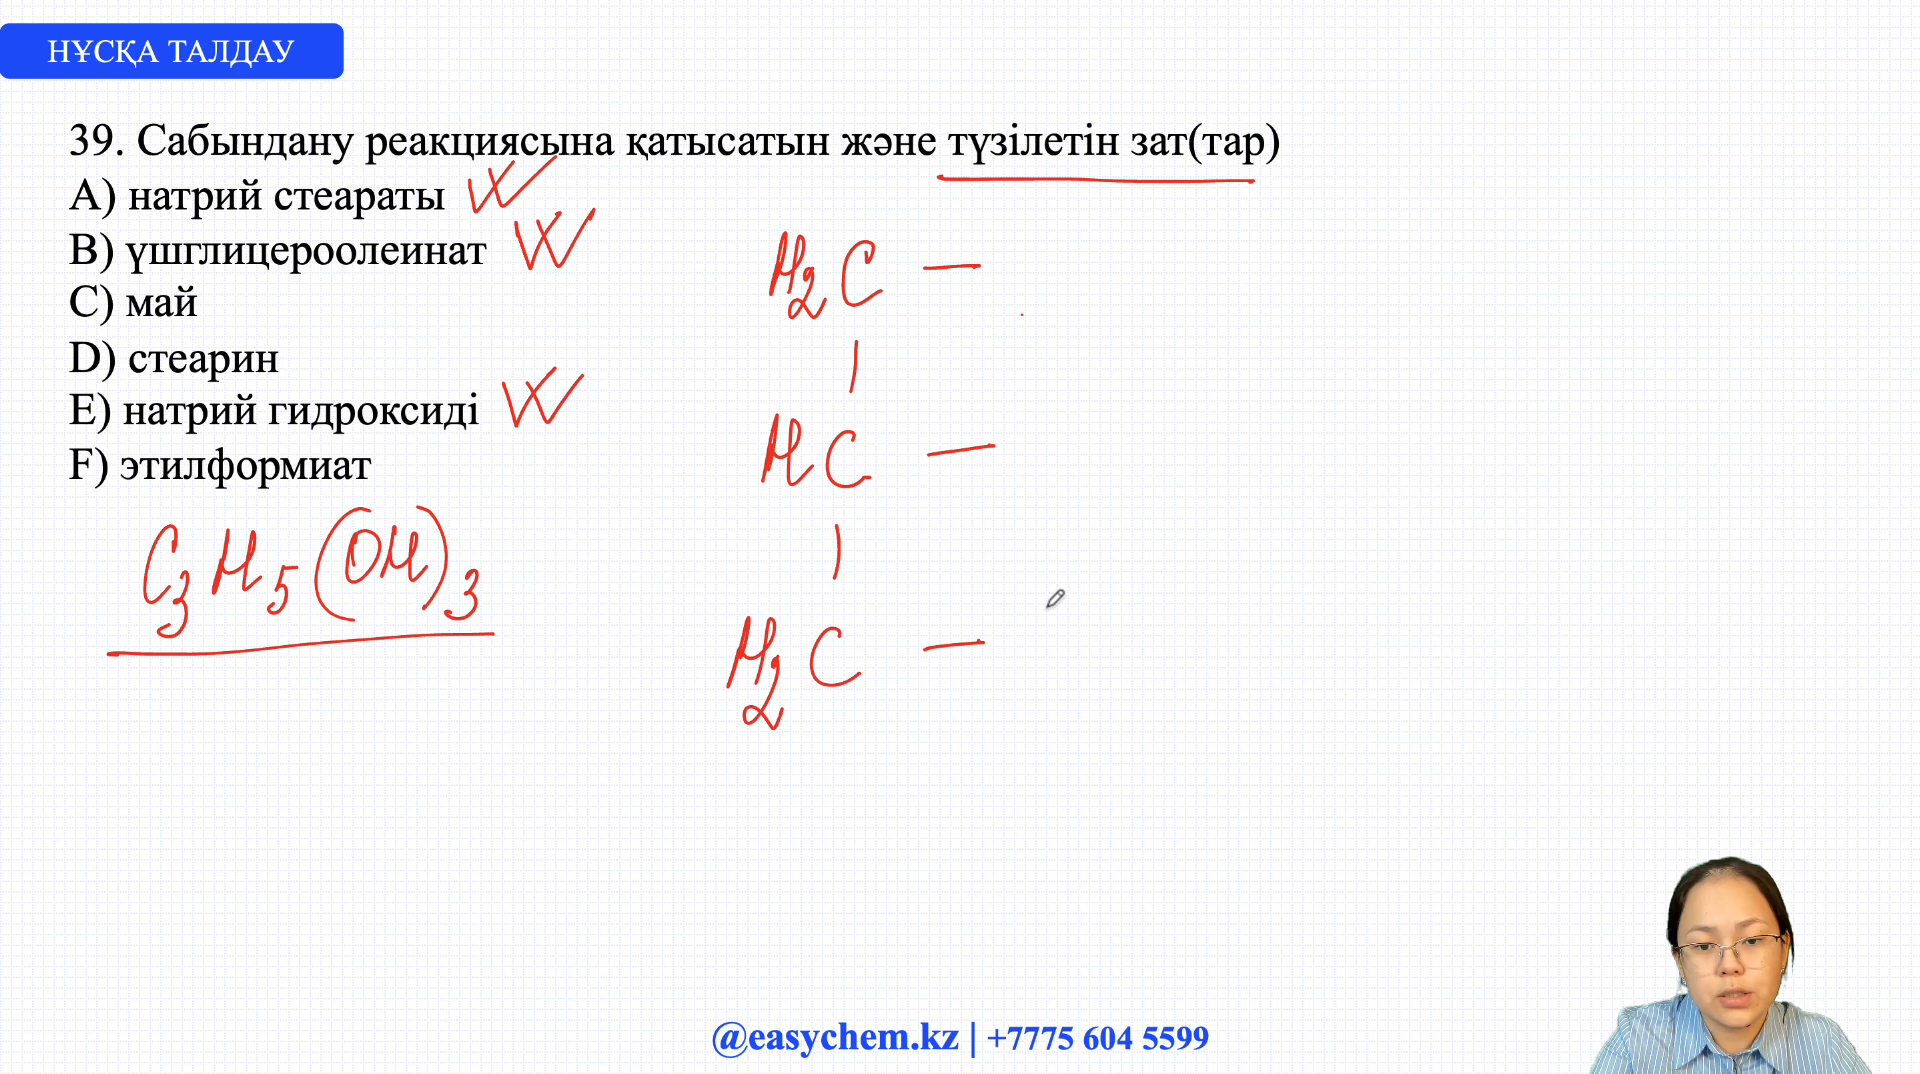 НҰСҚА ТАЛДАУ
39. Сабындану реакциясына қатысатын және түзілетін зат(тар)
A) натрий стеараты
B) үшглицероолеинат
C) май
D) стеарин
E) натрий гидроксиді
F) этилформиат
C₃H₅(OH)₃
H₂C —
|
HC —
|
H₂C —
@easychem.kz | +7775 604 5599